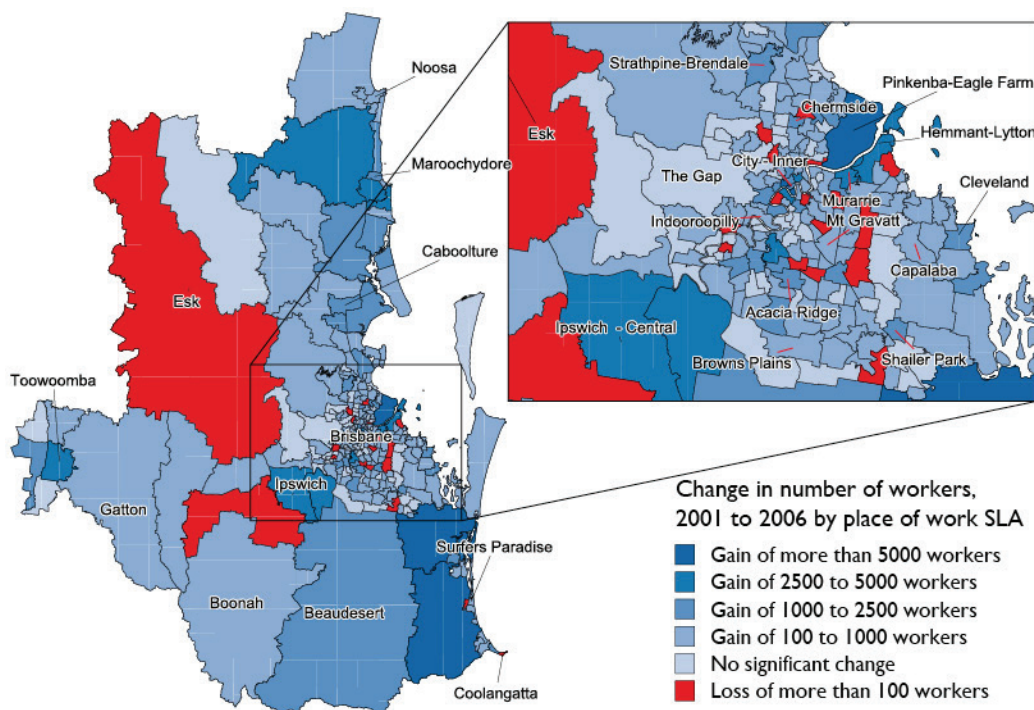 Noosa
Maroochydore
Caboolture
Esk
Toowoomba
Brisbane
Ipswich
Gatton
Surfers Paradise
Boonah
Beaudesert
Coolangatta
Strathpine-Brendale
Pinkenba-Eagle Farm
Chermside
Esk
Hemmant-Lytton
City - Inner
The Gap
Cleveland
Murarrie
Mt Gravatt
Indooroopilly
Capalaba
Acacia Ridge
Ipswich - Central
Browns Plains
Shailer Park
Change in number of workers,
2001 to 2006 by place of work SLA
Gain of more than 5000 workers
Gain of 2500 to 5000 workers
Gain of 1000 to 2500 workers
Gain of 100 to 1000 workers
No significant change
Loss of more than 100 workers